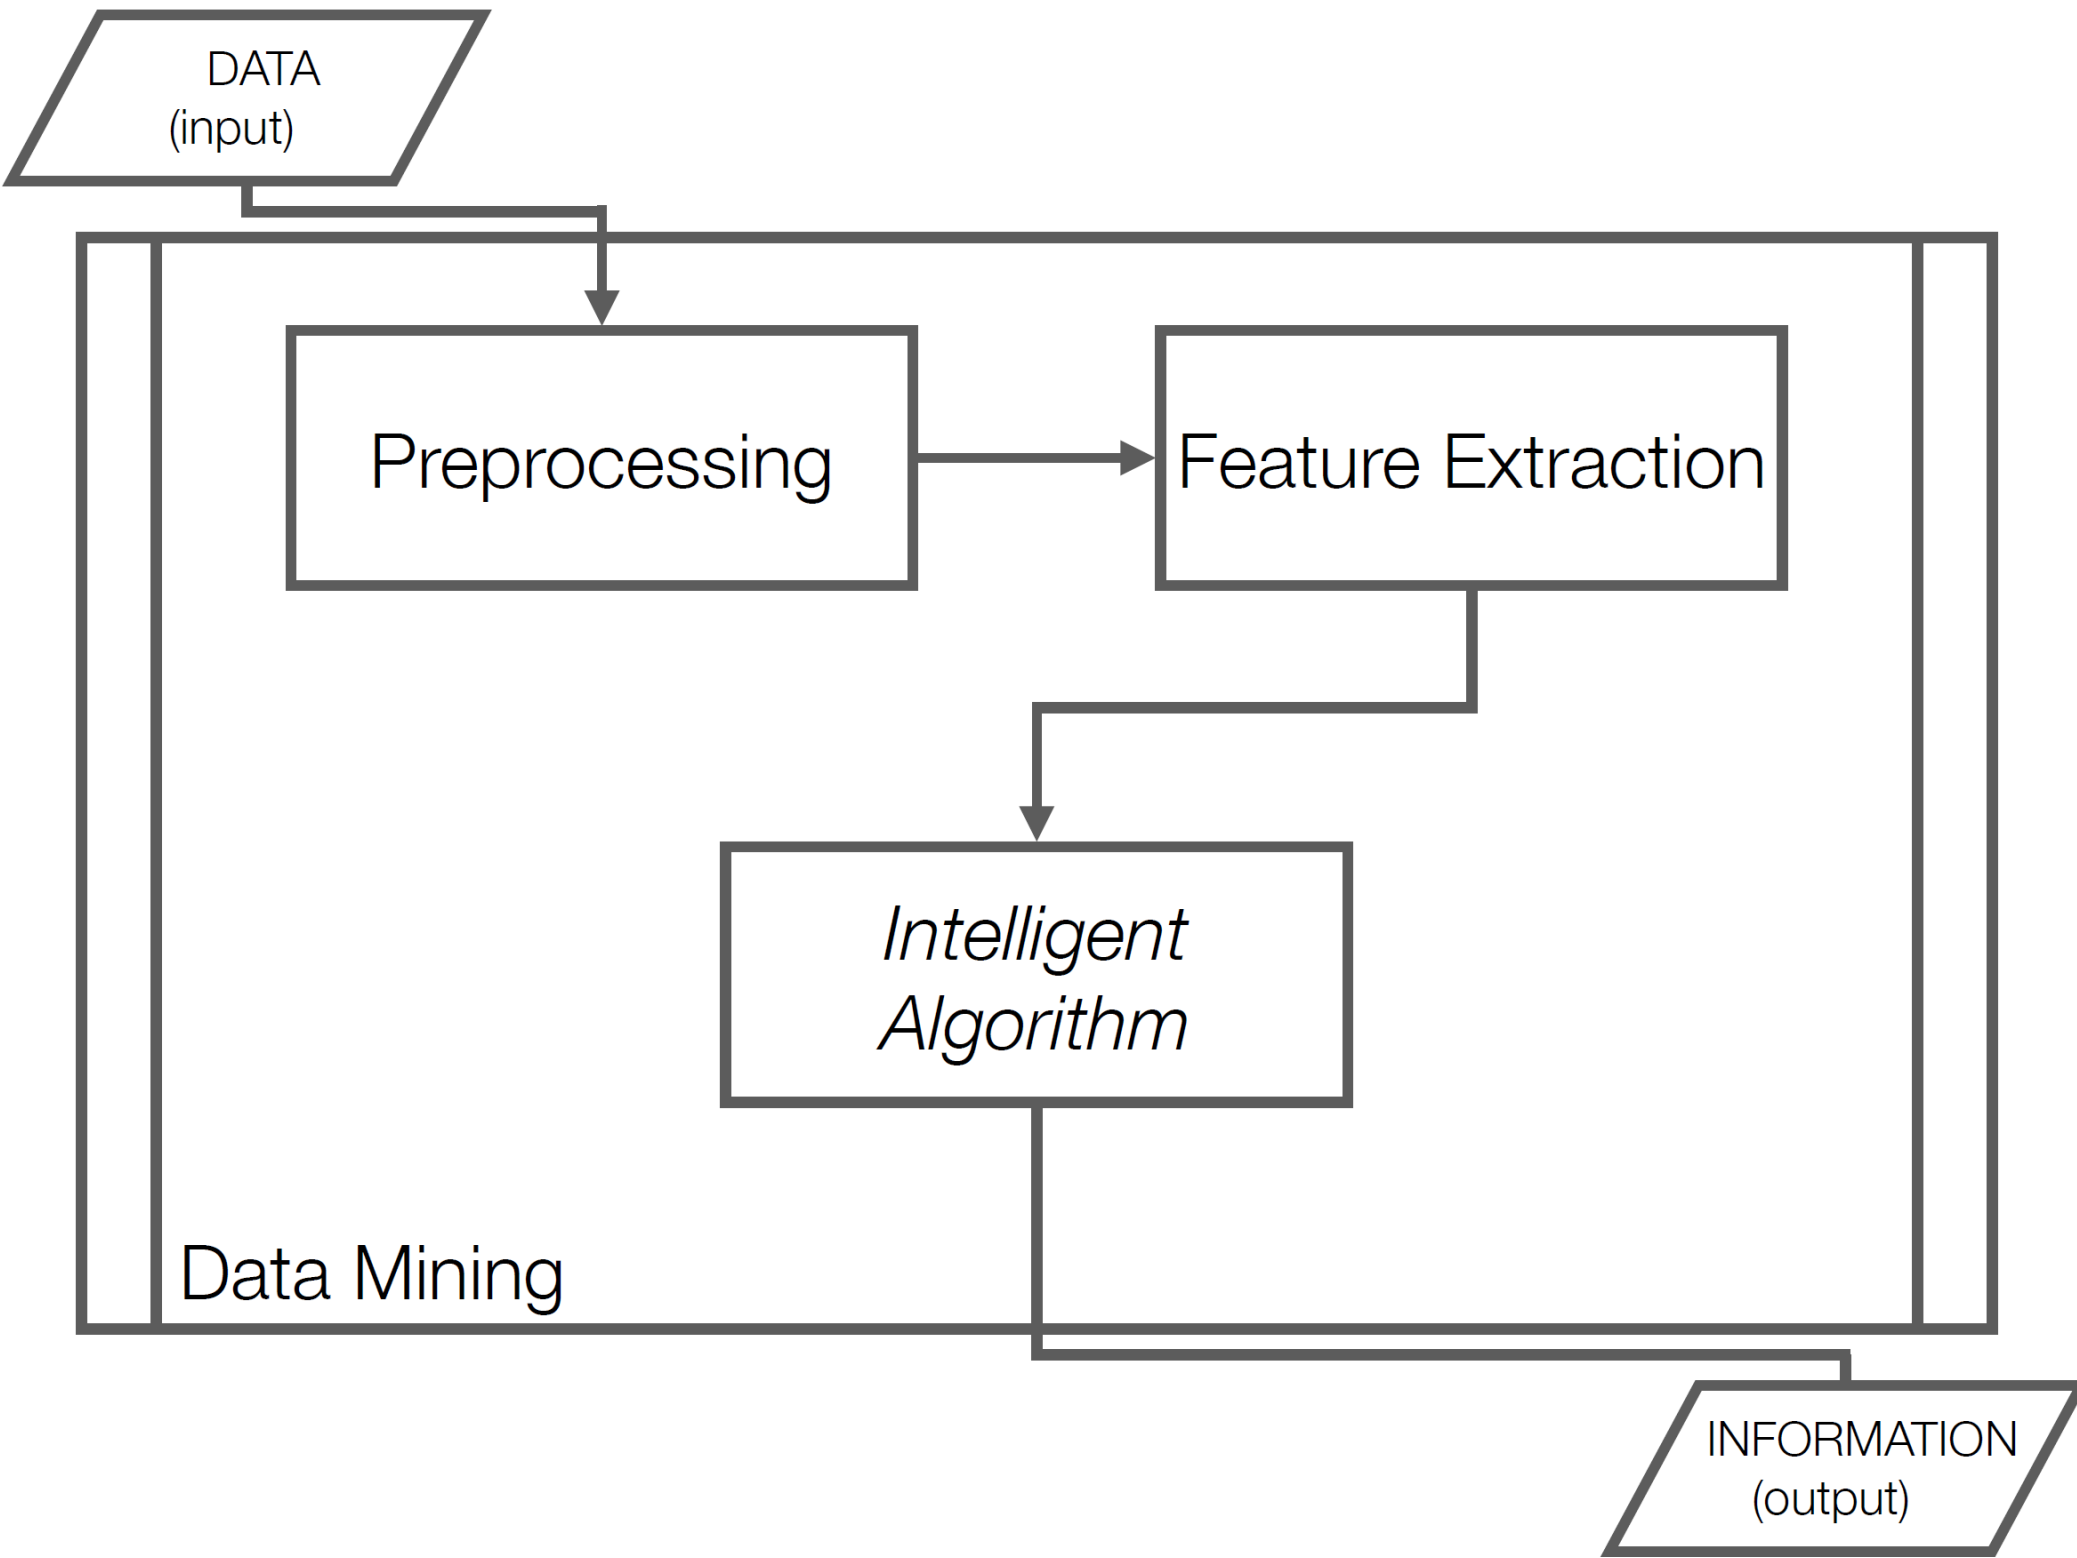 DATA
(input)
Preprocessing
Feature Extraction
Intelligent
Algorithm
Data Mining
INFORMATION
(output)